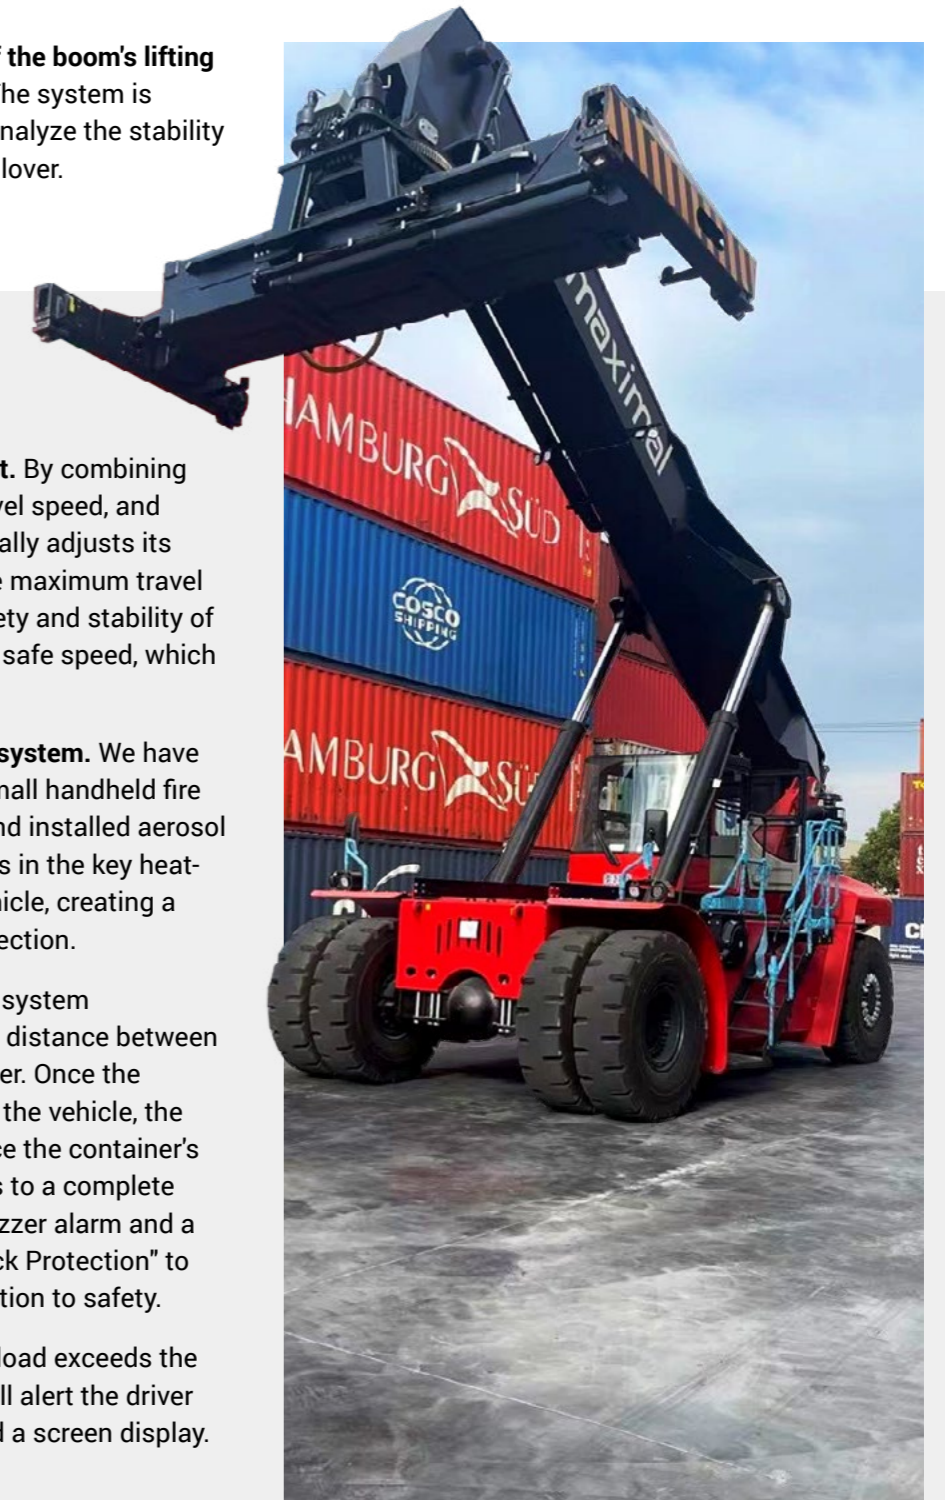 f the boom's lifting
he system is
nalyze the stability
lover.
t. By combining
vel speed, and
ally adjusts its
e maximum travel
ety and stability of
safe speed, which
system. We have
mall handheld fire
nd installed aerosol
s in the key heat-
hicle, creating a
ection.
system
distance between
er. Once the
the vehicle, the
ce the container's
s to a complete
zzer alarm and a
ck Protection" to
tion to safety.
load exceeds the
ll alert the driver
d a screen display.
maximal
HAMBURG SÜD
COSCO
SHIPPING
AMBURG SÜD